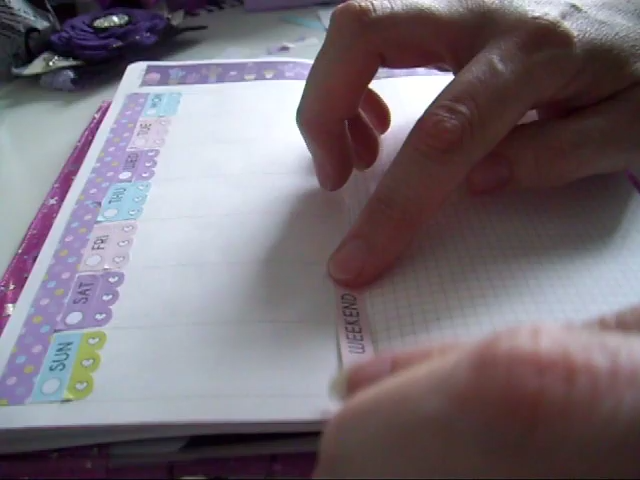 MON
TUE
WED
THU
FRI
SAT
SUN
WEEKEND